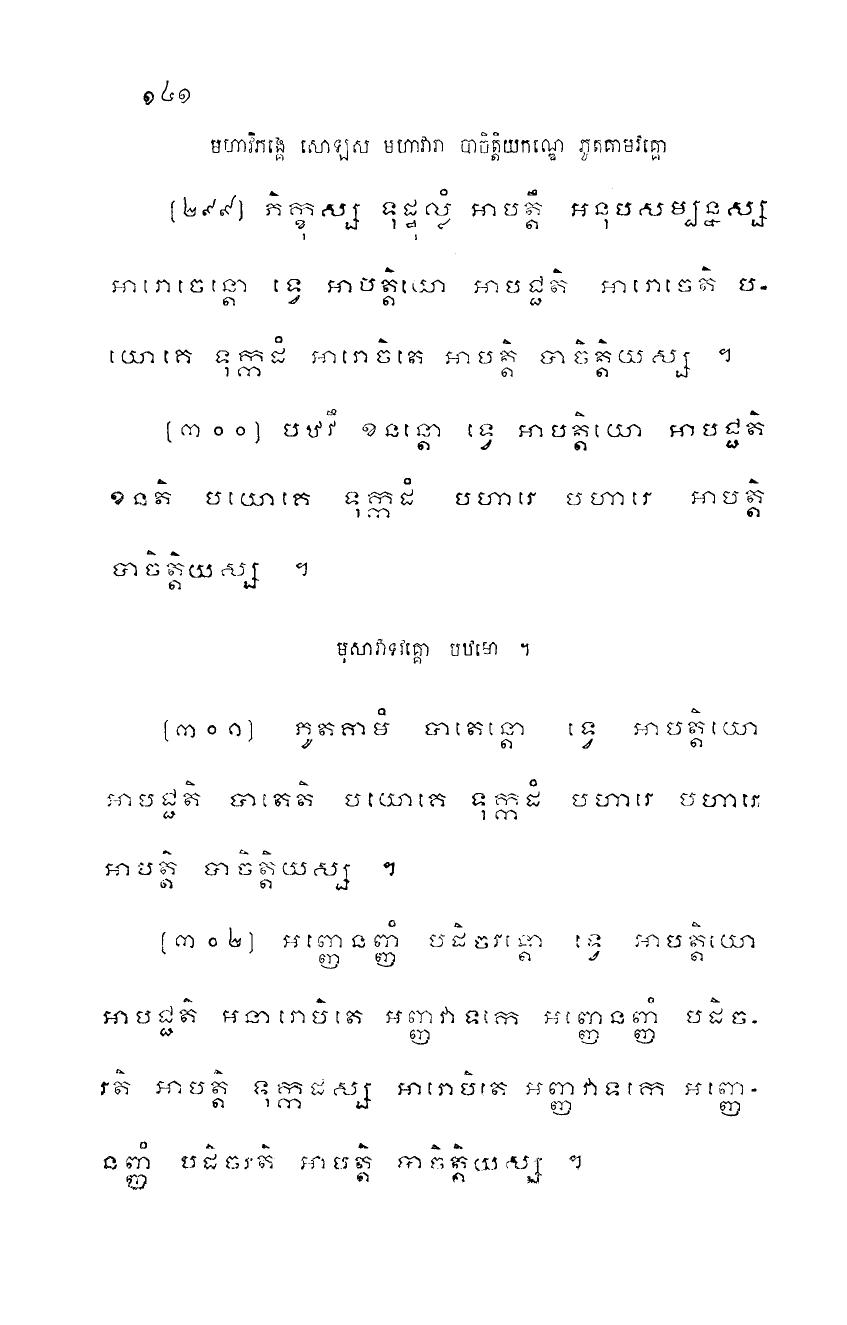 ១៤១
មហាវិភង្គេ សោឡស មហាវារា បាចិត្តិយកណ្ឌេ ភូតគាមវគ្គោ
(២៩៩) ភិក្ខុស្ស ទុដ្ឋុល្លំ អាបត្តឹ អនុបសម្បន្នស្ស
អារោចេន្តោ ទ្វេ អាបត្តិយោ អាបជ្ជតិ អារោចេតិ ប-
យោគេ ទុក្កដំ អារោចិតេ អាបត្តិ បាចិត្តិយស្ស ។
(៣០០) បឋវឹ ខនន្តោ ទ្វេ អាបត្តិយោ អាបជ្ជតិ
ខនតិ បយោគេ ទុក្កដំ បហារេ បហារេ អាបត្តិ
បាចិត្តិយស្ស ។
មុសាវាទវគ្គោ បឋមោ ។
(៣០១) ភូតគាមំ បាតេន្តោ ទ្វេ អាបត្តិយោ
អាបជ្ជតិ បាតេតិ បយោគេ ទុក្កដំ បហារេ បហារេ
អាបត្តិ បាចិត្តិយស្ស ។
(៣០២) អញ្ញេនញ្ញំ បដិចរន្តោ ទ្វេ អាបត្តិយោ
អាបជ្ជតិ អនារោបិតេ អញ្ញវាទកេ អញ្ញេនញ្ញំ បដិច-
រតិ អាបត្តិ ទុក្កដស្ស អារោបិតេ អញ្ញវាទកេ អញ្ញេ-
នញ្ញំ បដិចរតិ អាបត្តិ បាចិត្តិយស្ស ។